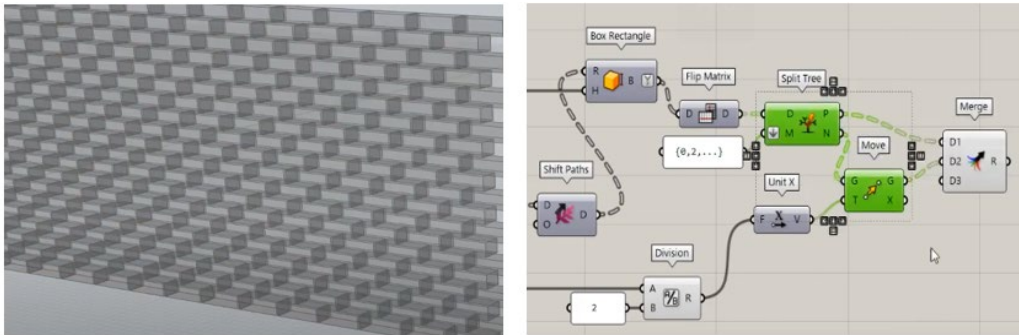 Box Rectangle
R
H
B
Flip Matrix
D
D
Split Tree
D
M
P
N
{0,2,...}
Merge
D1
D2
D3
R
Move
G
T
G
X
Shift Paths
D
O
D
Unit X
F
X
V
Division
A
B
A/B
R
2